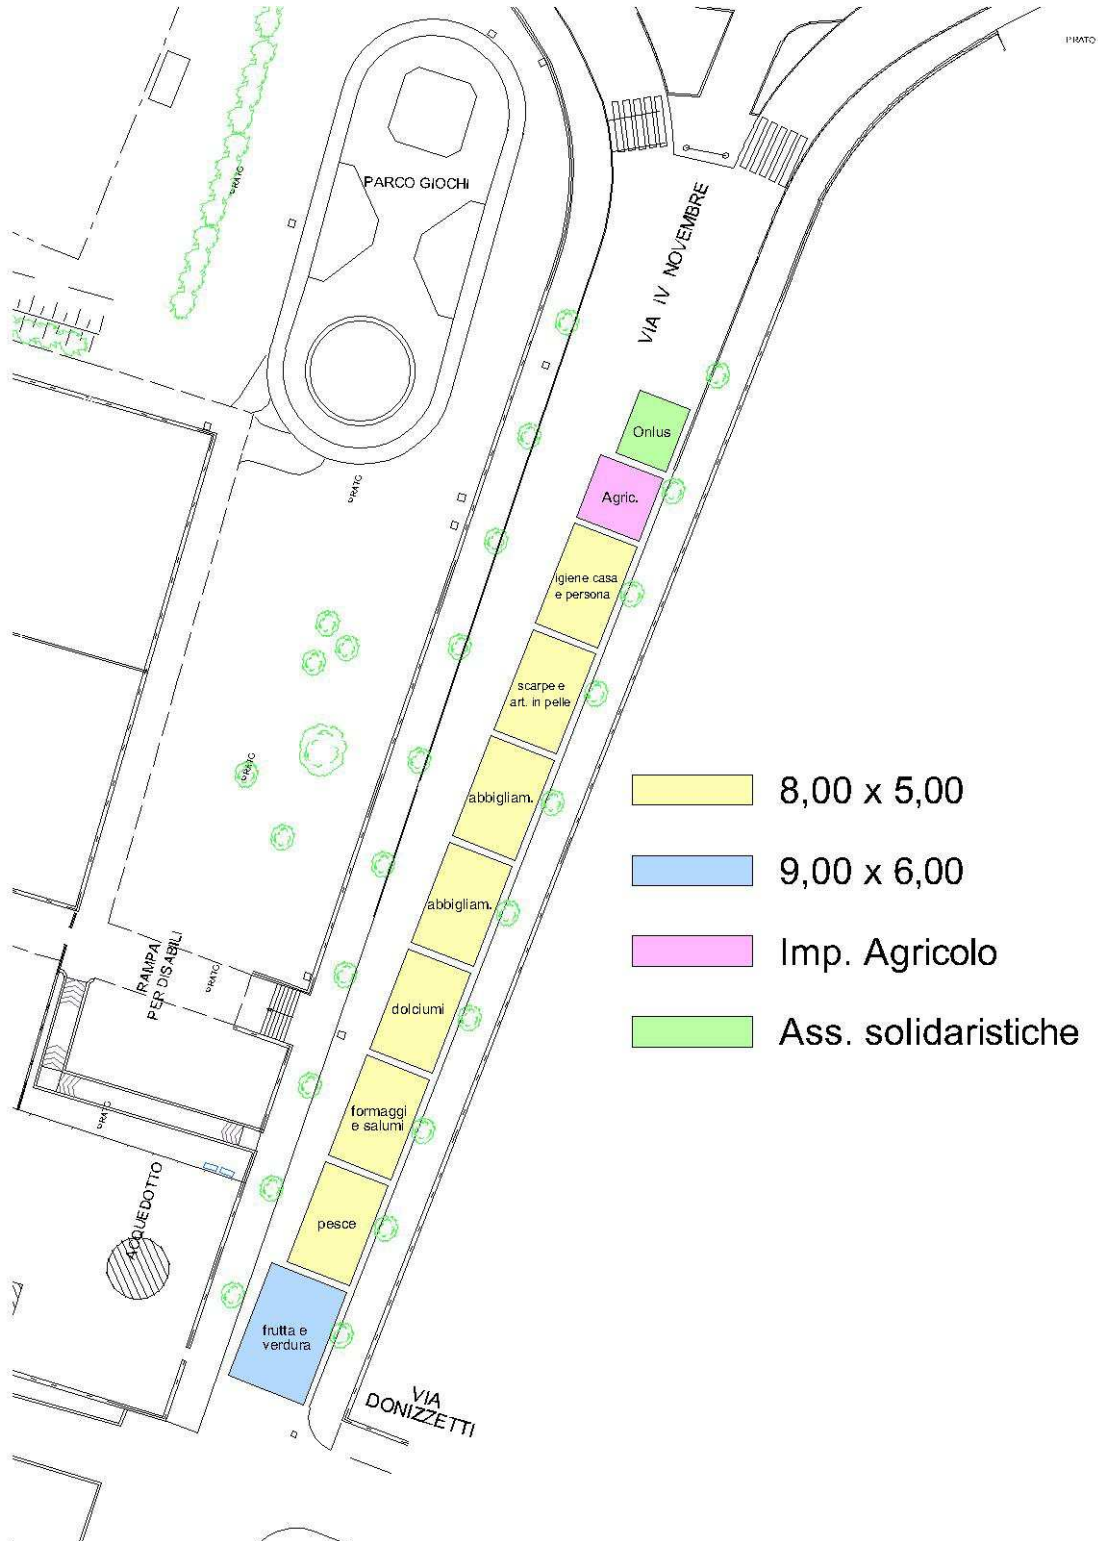 PRATO
PRATO
PARCO GIOCHI
VIA IV NOVEMBRE
Onlus
Agric.
PRATO
igiene casa
e persona
scarpe e
art. in pelle
PRATO
abbigliam.
8,00 x 5,00
9,00 x 6,00
abbigliam.
Imp. Agricolo
RAMPA
PER DISABILI
PRATO
dolciumi
Ass. solidaristiche
PRATO
formaggi
e salumi
ACQUEDOTTO
pesce
frutta e
verdura
VIA
DONIZZETTI